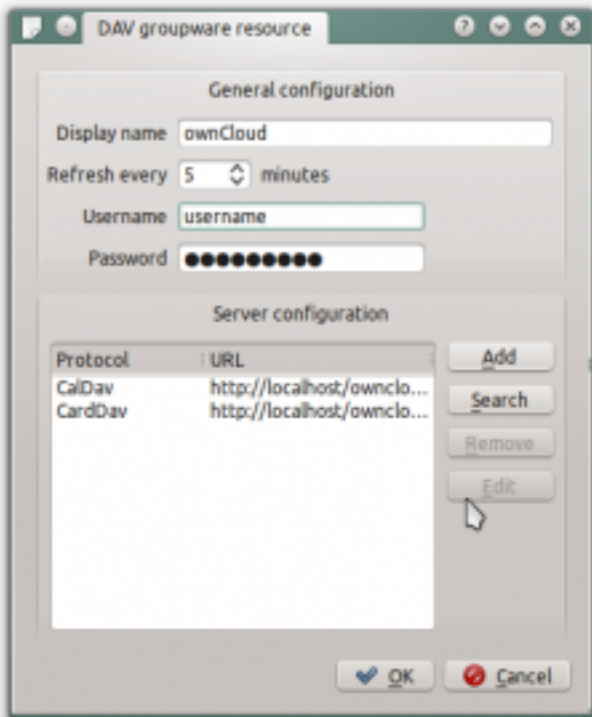 DAV groupware resource
General configuration
Display name ownCloud
Refresh every 5 minutes
Username username
Password ●●●●●●●●●
Server configuration
Protocol URL
CalDav http://localhost/ownclo...
CardDav http://localhost/ownclo...
Add
Search
Remove
Edit
OK Cancel